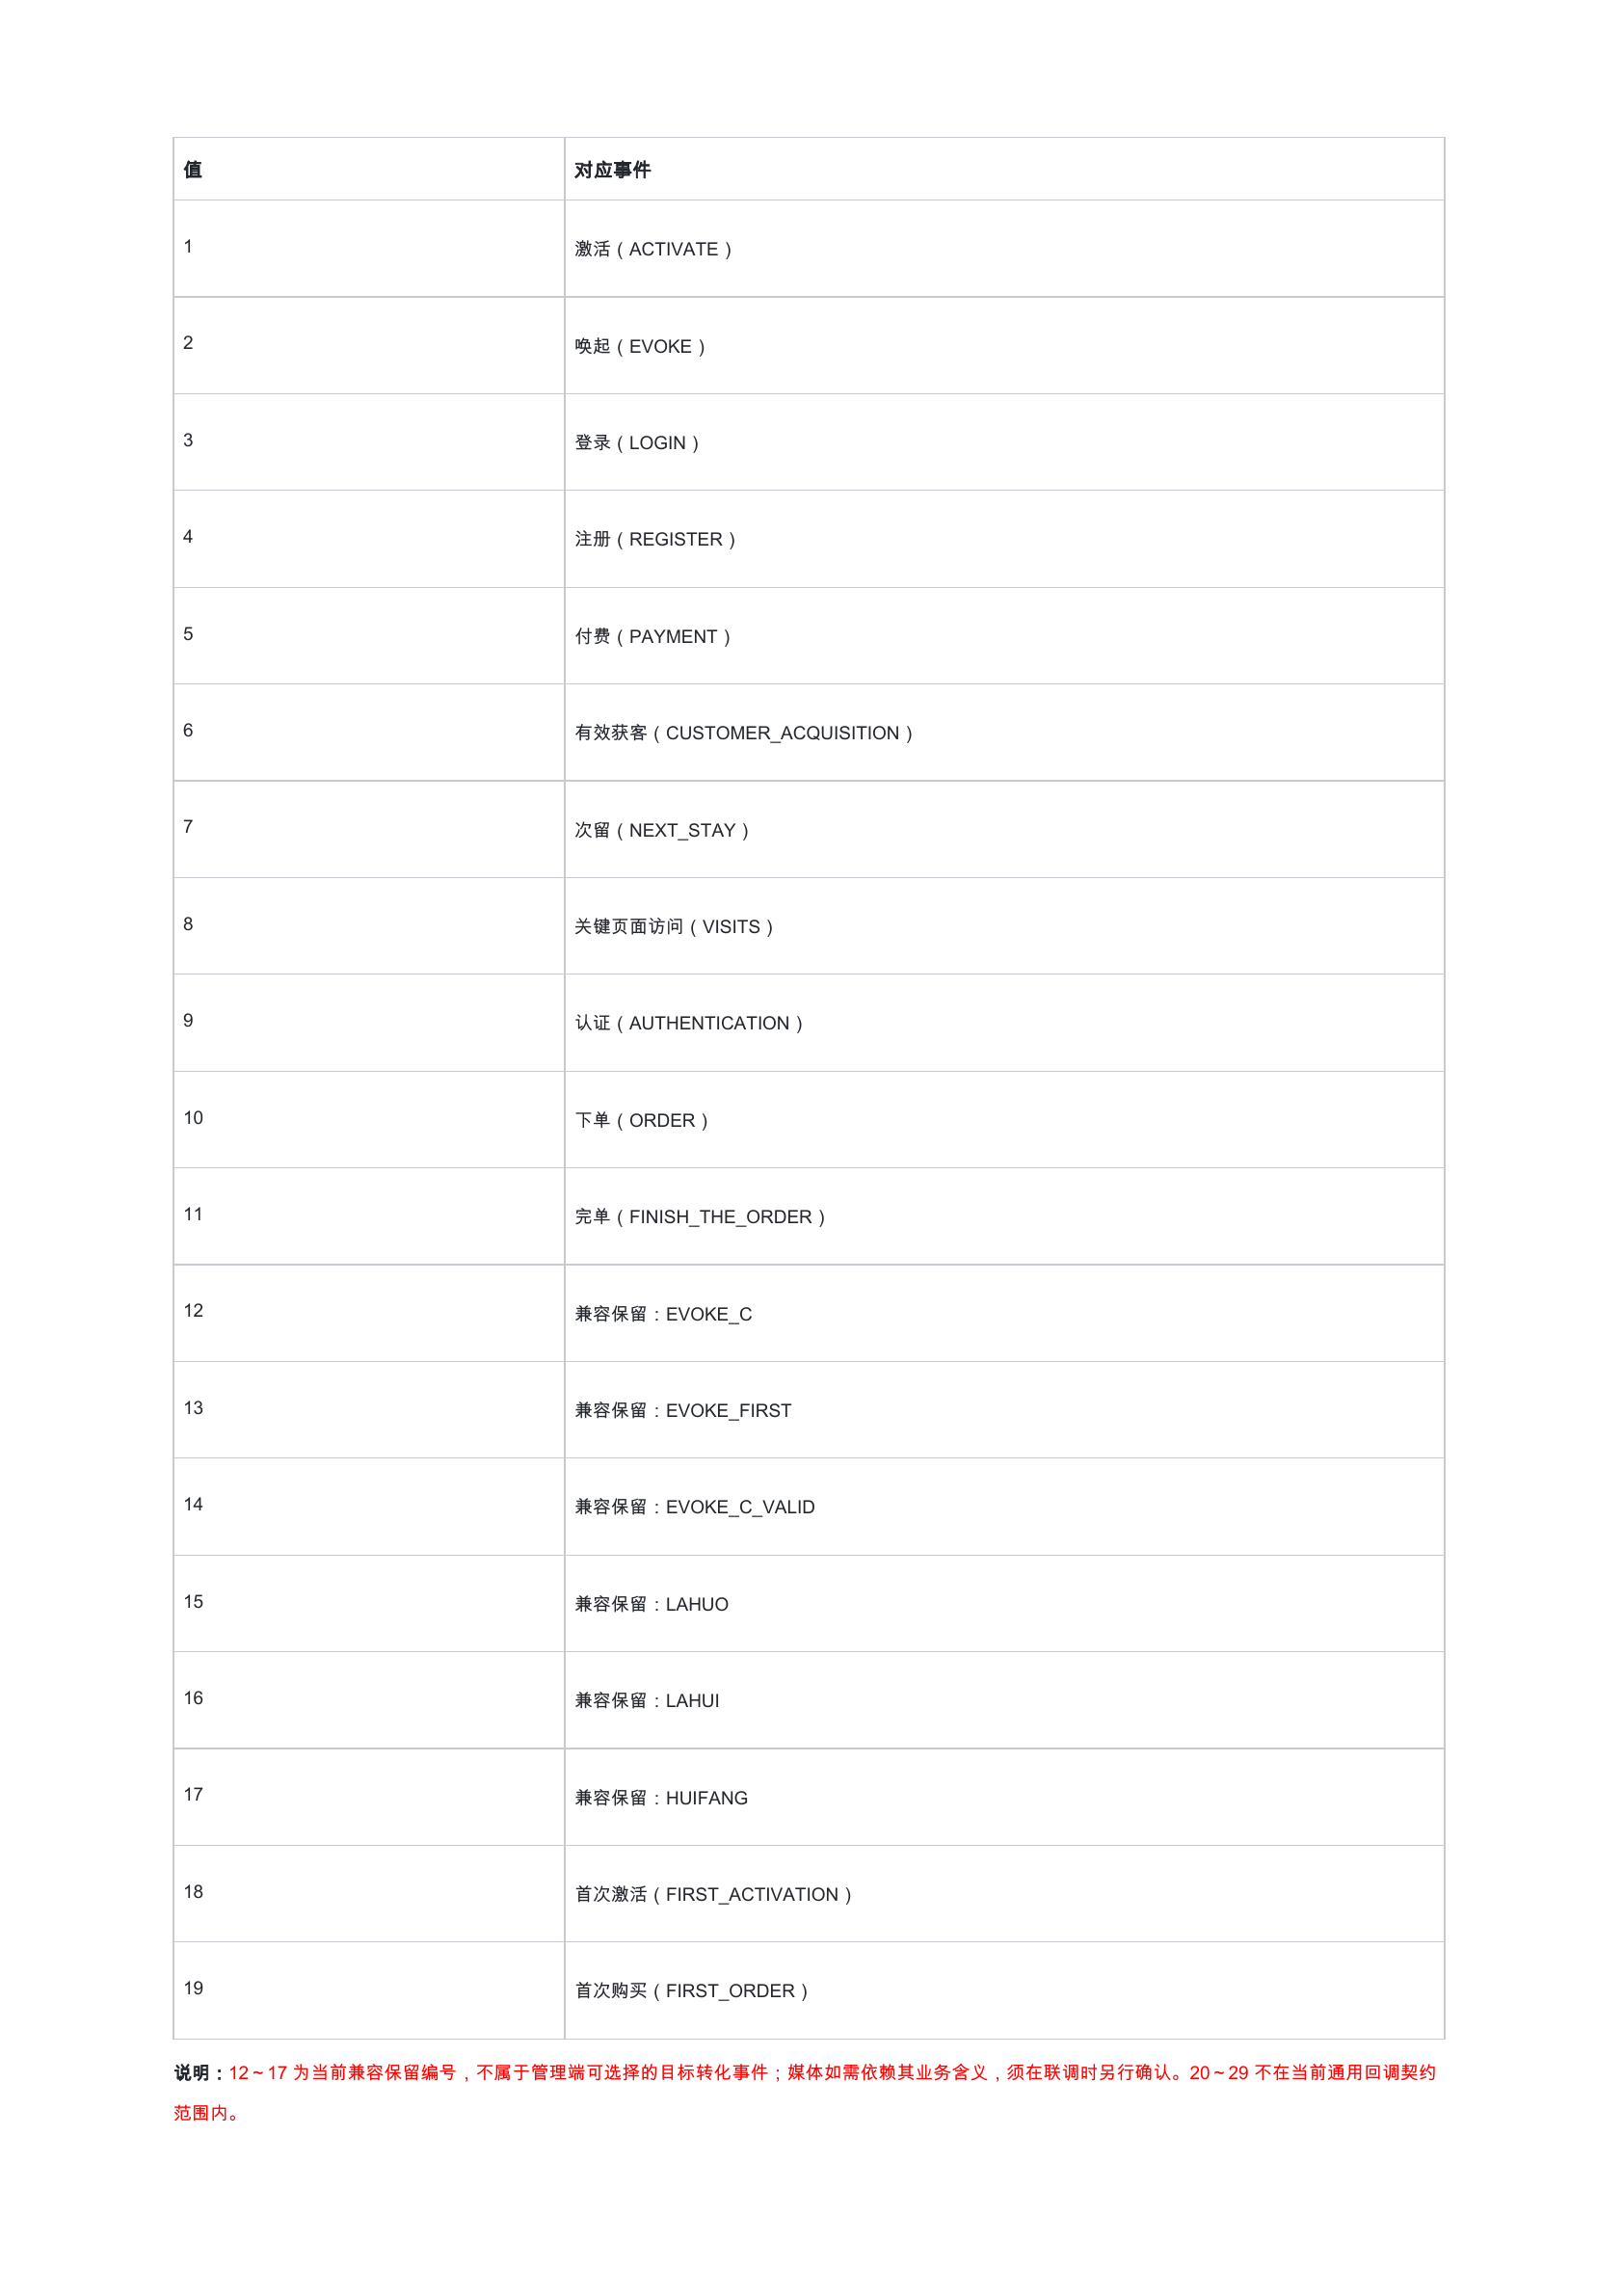 值 对应事件
1 激活（ACTIVATE）
2 唤起（EVOKE）
3 登录（LOGIN）
4 注册（REGISTER）
5 付费（PAYMENT）
6 有效获客（CUSTOMER_ACQUISITION）
7 次留（NEXT_STAY）
8 关键页面访问（VISITS）
9 认证（AUTHENTICATION）
10 下单（ORDER）
11 完单（FINISH_THE_ORDER）
12 兼容保留：EVOKE_C
13 兼容保留：EVOKE_FIRST
14 兼容保留：EVOKE_C_VALID
15 兼容保留：LAHUO
16 兼容保留：LAHUI
17 兼容保留：HUIFANG
18 首次激活（FIRST_ACTIVATION）
19 首次购买（FIRST_ORDER）
说明：12～17 为当前兼容保留编号，不属于管理端可选择的目标转化事件；媒体如需依赖其业务含义，须在联调时另行确认。20～29 不在当前通用回调契约
范围内。